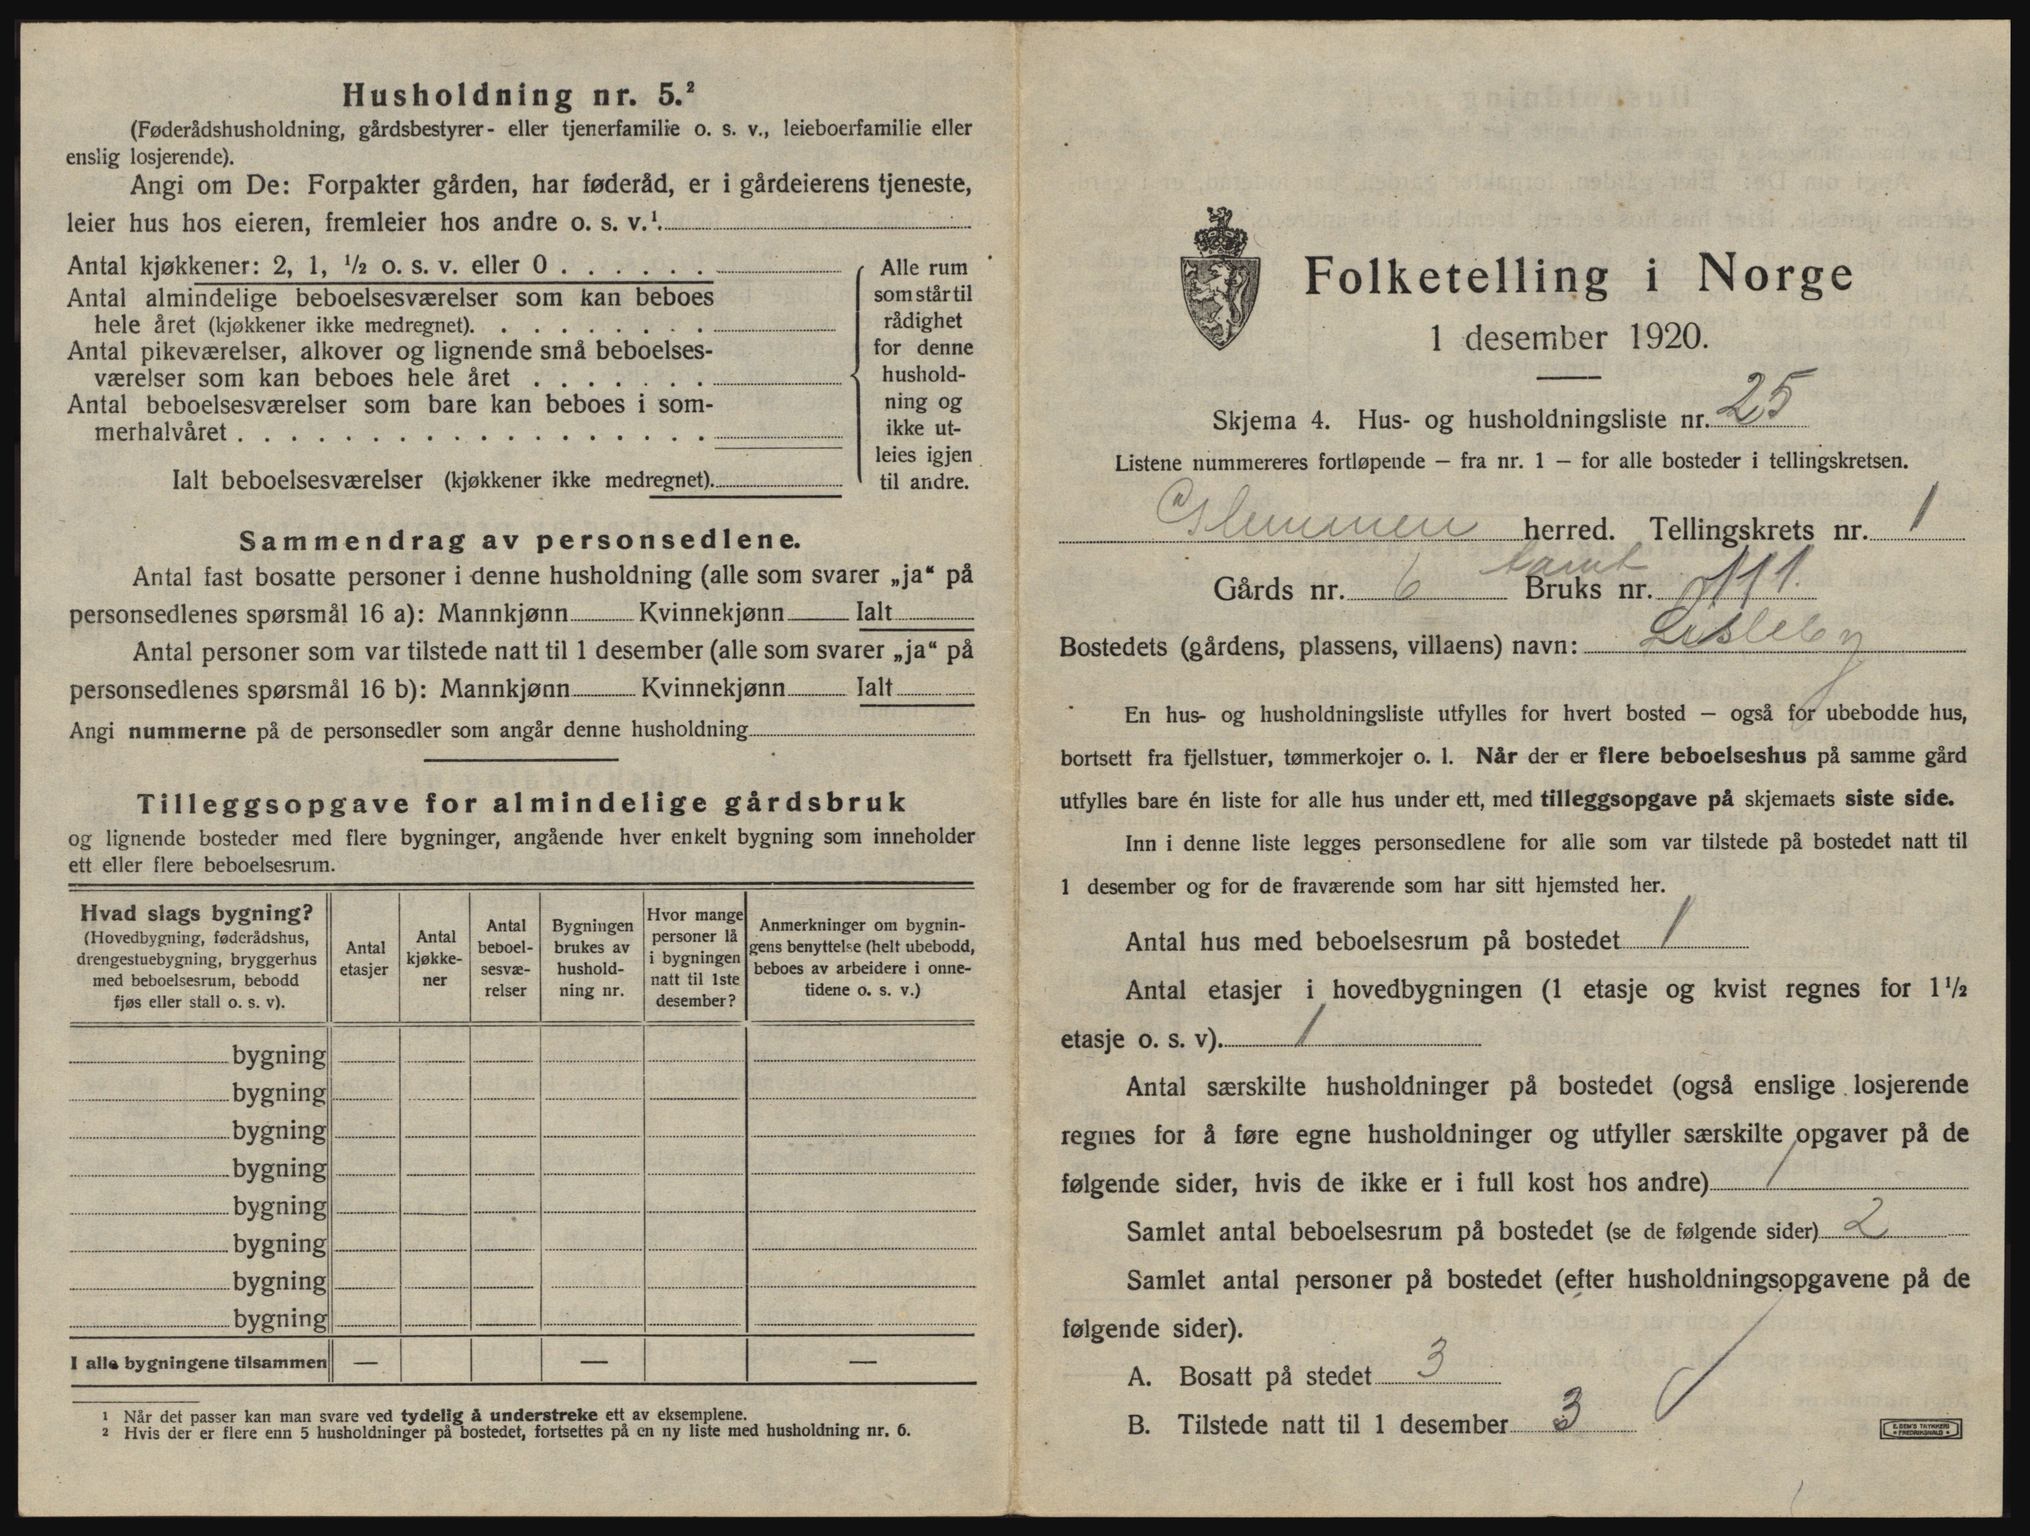 Husholdning nr. 5.²
(Føderådshusholdning, gårdsbestyrer- eller tjenerfamilie o. s. v., leieboerfamilie eller
enslig losjerende).
Angi om De: Forpakter gården, har føderåd, er i gårdeierens tjeneste,
leier hus hos eieren, fremleier hos andre o. s. v.¹.
Antal kjøkkener: 2, 1, ½ o. s. v. eller 0 . . . . . .
Antal almindelige beboelsesværelser som kan beboes
hele året (kjøkkener ikke medregnet). . . . . . . . .
Antal pikeværelser, alkover og lignende små beboelses-
værelser som kan beboes hele året . . . . . . .
Antal beboelsesværelser som bare kan beboes i som-
merhalvåret . . . . . . . . . . . . . . . . . .
Ialt beboelsesværelser (kjøkkener ikke medregnet).
Alle rum
som står til
rådighet
for denne
hushold-
ning og
ikke ut-
leies igjen
til andre.
Sammendrag av personsedlene.
Antal fast bosatte personer i denne husholdning (alle som svarer „ja“ på
personsedlenes spørsmål 16 a): Mannkjønn Kvinnekjønn Ialt
Antal personer som var tilstede natt til 1 desember (alle som svarer „ja“ på
personsedlenes spørsmål 16 b): Mannkjønn Kvinnekjønn Ialt
Angi nummerne på de personsedler som angår denne husholdning
Tilleggsopgave for almindelige gårdsbruk
og lignende bosteder med flere bygninger, angående hver enkelt bygning som inneholder
ett eller flere beboelsesrum.
Hvad slags bygning?
(Hovedbygning, føderådshus,
drengestuebygning, bryggerhus
med beboelsesrum, bebodd
fjøs eller stall o. s. v).
Antal
etasjer
Antal
kjøkke-
ner
Antal
beboel-
sesvæ-
relser
Bygningen
brukes av
hushold-
ning nr.
Hvor mange
personer lå
i bygningen
natt til 1ste
desember?
Anmerkninger om bygnin-
gens benyttelse (helt ubebodd,
beboes av arbeidere i onne-
tidene o. s. v.)
bygning
bygning
bygning
bygning
bygning
bygning
bygning
bygning
I alle bygningene tilsammen — — —
¹ Når det passer kan man svare ved tydelig å understreke ett av eksemplene.
² Hvis der er flere enn 5 husholdninger på bostedet, fortsettes på en ny liste med husholdning nr. 6.
Folketelling i Norge
1 desember 1920.
Skjema 4. Hus- og husholdningsliste nr. 25
Listene nummereres fortløpende — fra nr. 1 — for alle bosteder i tellingskretsen.
Glemmen herred. Tellingskrets nr. 1
tomt
Gårds nr. 6 Bruks nr. 111.
Bostedets (gårdens, plassens, villaens) navn: Lisleby
En hus- og husholdningsliste utfylles for hvert bosted — også for ubebodde hus,
bortsett fra fjellstuer, tømmerkojer o. l. Når der er flere beboelseshus på samme gård
utfylles bare én liste for alle hus under ett, med tilleggsopgave på skjemaets siste side.
Inn i denne liste legges personsedlene for alle som var tilstede på bostedet natt til
1 desember og for de fraværende som har sitt hjemsted her.
Antal hus med beboelsesrum på bostedet 1
Antal etasjer i hovedbygningen (1 etasje og kvist regnes for 1½
etasje o. s. v). 1
Antal særskilte husholdninger på bostedet (også enslige losjerende
regnes for å føre egne husholdninger og utfyller særskilte opgaver på de
følgende sider, hvis de ikke er i full kost hos andre) 1
Samlet antal beboelsesrum på bostedet (se de følgende sider) 2
Samlet antal personer på bostedet (efter husholdningsopgavene på de
følgende sider).
A. Bosatt på stedet 3
B. Tilstede natt til 1 desember 3
E. SEM'S TRYKKERI
• FREDRIKSHALD •